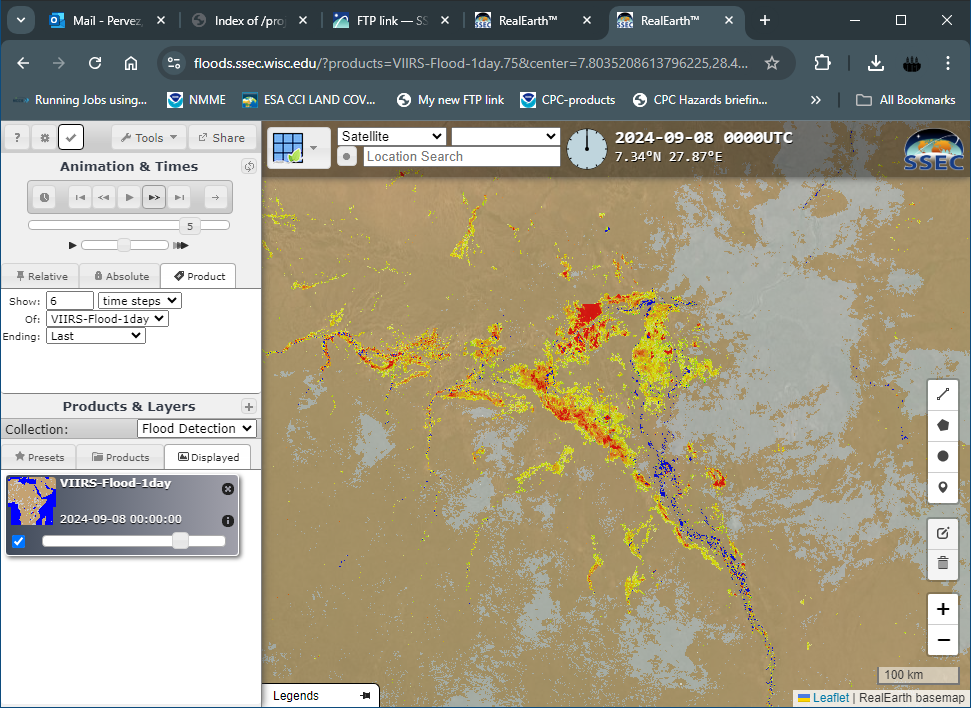 Mail - Pervez,
Index of /proj
FTP link — SS
RealEarth™
RealEarth™
floods.ssec.wisc.edu/?products=VIIRS-Flood-1day.75&center=7.8035208613796225,28.4...
Running Jobs using...
NMME
ESA CCI LAND COV...
My new FTP link
CPC-products
CPC Hazards briefin...
»
All Bookmarks
?
Tools
Share
Satellite
Location Search
2024-09-08 0000UTC
7.34°N 27.87°E
SSEC
Animation & Times
5
Relative
Absolute
Product
Show: 6 time steps
Of: VIIRS-Flood-1day
Ending: Last
Products & Layers
Collection: Flood Detection
Presets
Products
Displayed
VIIRS-Flood-1day
2024-09-08 00:00:00
+
−
100 km
Legends
Leaflet | RealEarth basemap